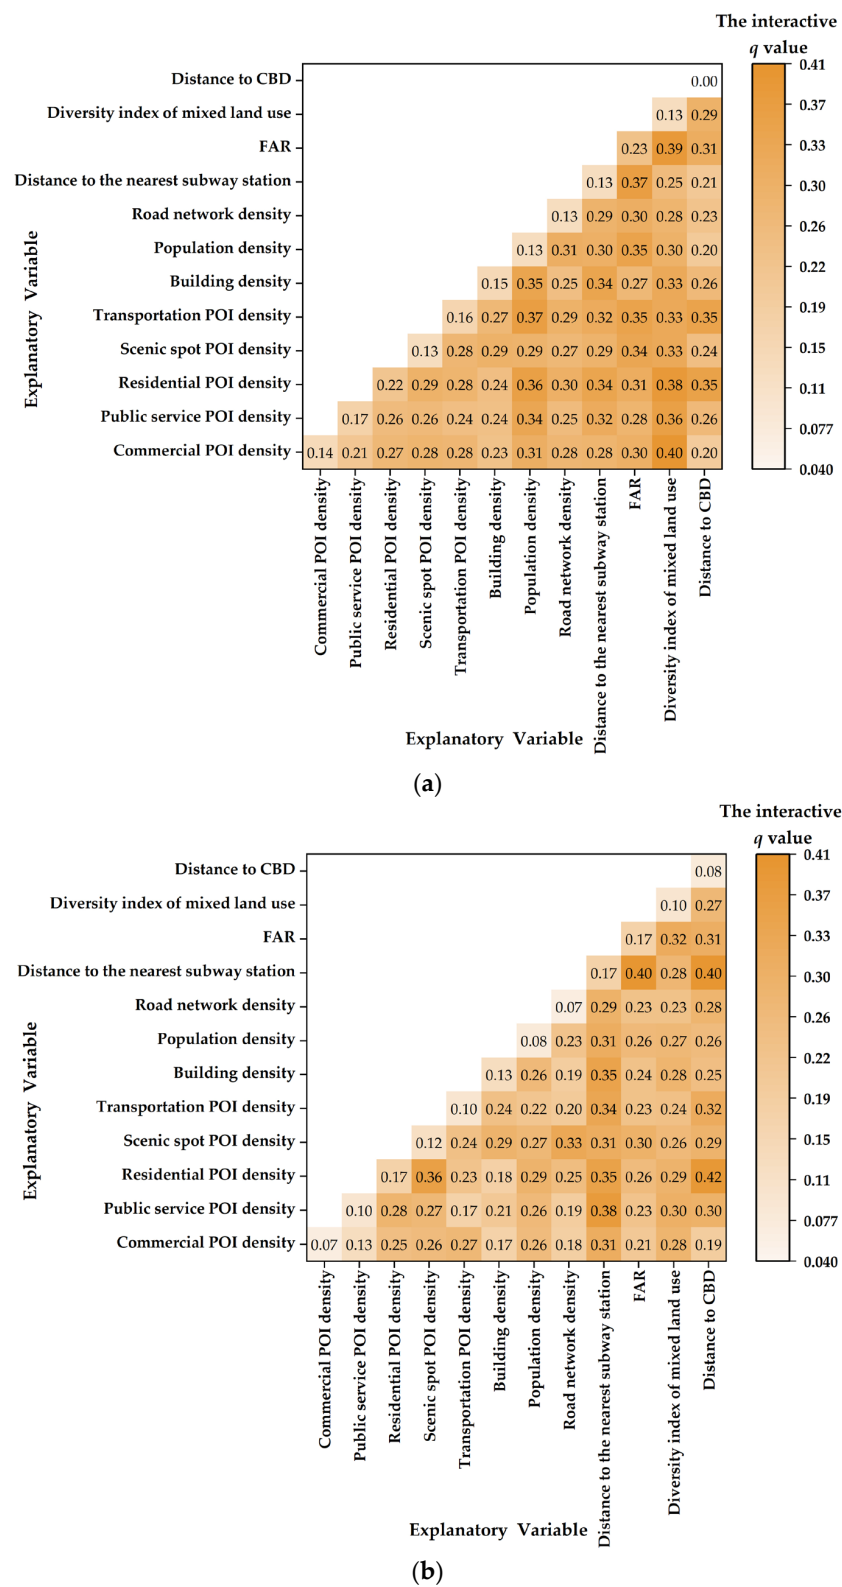 The interactive
q value
Distance to CBD 0.00
Diversity index of mixed land use 0.13 0.29
FAR 0.23 0.39 0.31
Distance to the nearest subway station 0.13 0.37 0.25 0.21
Road network density 0.13 0.29 0.30 0.28 0.23
Population density 0.13 0.31 0.30 0.35 0.30 0.20
Building density 0.15 0.35 0.25 0.34 0.27 0.33 0.26
Transportation POI density 0.16 0.27 0.37 0.29 0.32 0.35 0.33 0.35
Scenic spot POI density 0.13 0.28 0.29 0.29 0.27 0.29 0.34 0.33 0.24
Residential POI density 0.22 0.29 0.28 0.24 0.36 0.30 0.34 0.31 0.38 0.35
Public service POI density 0.17 0.26 0.26 0.24 0.24 0.34 0.25 0.32 0.28 0.36 0.26
Commercial POI density 0.14 0.21 0.27 0.28 0.28 0.23 0.31 0.28 0.28 0.30 0.40 0.20
Explanatory Variable
0.41
0.37
0.33
0.30
0.26
0.22
0.19
0.15
0.11
0.077
0.040
Commercial POI density
Public service POI density
Residential POI density
Scenic spot POI density
Transportation POI density
Building density
Population density
Road network density
Distance to the nearest subway station
FAR
Diversity index of mixed land use
Distance to CBD
Explanatory Variable
(a)
The interactive
q value
Distance to CBD 0.08
Diversity index of mixed land use 0.10 0.27
FAR 0.17 0.32 0.31
Distance to the nearest subway station 0.17 0.40 0.28 0.40
Road network density 0.07 0.29 0.23 0.23 0.28
Population density 0.08 0.23 0.31 0.26 0.27 0.26
Building density 0.13 0.26 0.19 0.35 0.24 0.28 0.25
Transportation POI density 0.10 0.24 0.22 0.20 0.34 0.23 0.24 0.32
Scenic spot POI density 0.12 0.24 0.29 0.27 0.33 0.31 0.30 0.26 0.29
Residential POI density 0.17 0.36 0.23 0.18 0.29 0.25 0.35 0.26 0.29 0.42
Public service POI density 0.10 0.28 0.27 0.17 0.21 0.26 0.19 0.38 0.23 0.30 0.30
Commercial POI density 0.07 0.13 0.25 0.26 0.27 0.17 0.26 0.18 0.31 0.21 0.28 0.19
Explanatory Variable
0.41
0.37
0.33
0.30
0.26
0.22
0.19
0.15
0.11
0.077
0.040
Commercial POI density
Public service POI density
Residential POI density
Scenic spot POI density
Transportation POI density
Building density
Population density
Road network density
Distance to the nearest subway station
FAR
Diversity index of mixed land use
Distance to CBD
Explanatory Variable
(b)